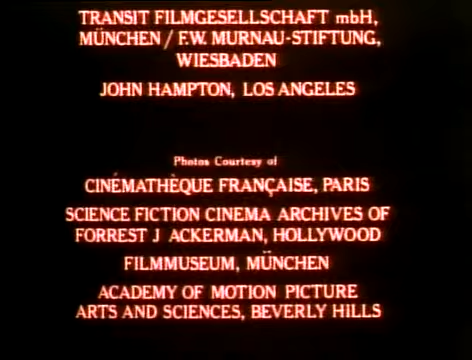 TRANSIT FILMGESELLSCHAFT mbH,
MÜNCHEN / F.W. MURNAU-STIFTUNG,
WIESBADEN
JOHN HAMPTON, LOS ANGELES
Photos Courtesy of
CINÉMATHÈQUE FRANÇAISE, PARIS
SCIENCE FICTION CINEMA ARCHIVES OF
FORREST J ACKERMAN, HOLLYWOOD
FILMMUSEUM, MÜNCHEN
ACADEMY OF MOTION PICTURE
ARTS AND SCIENCES, BEVERLY HILLS